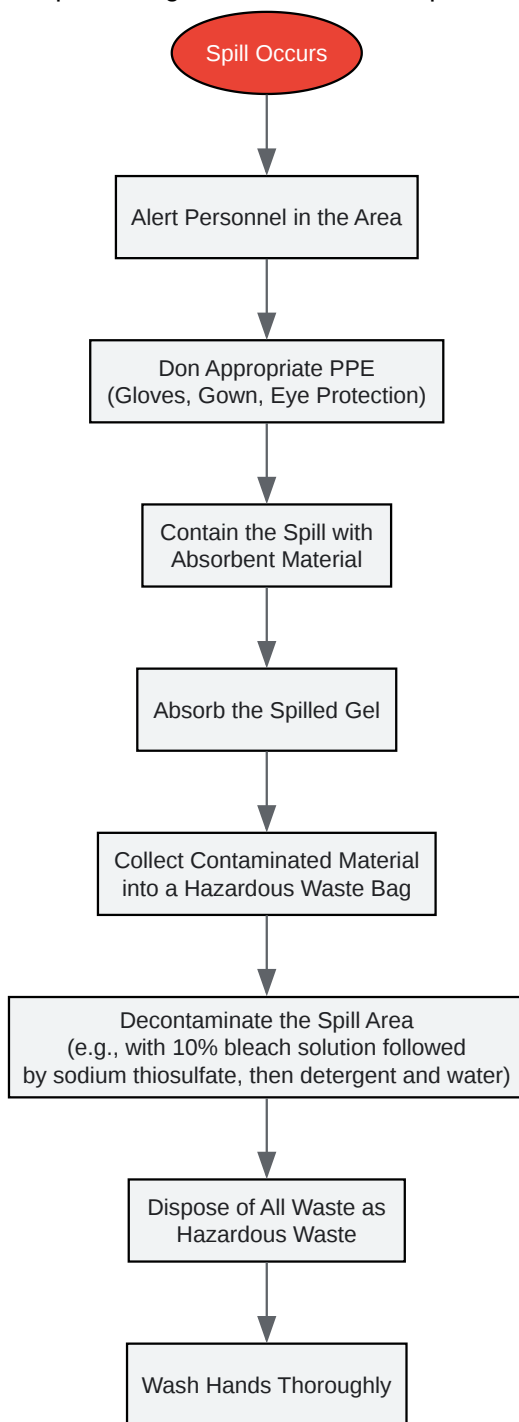 Spill Occurs
Alert Personnel in the Area
Don Appropriate PPE
(Gloves, Gown, Eye Protection)
Contain the Spill with
Absorbent Material
Absorb the Spilled Gel
Collect Contaminated Material
into a Hazardous Waste Bag
Decontaminate the Spill Area
(e.g., with 10% bleach solution followed
by sodium thiosulfate, then detergent and water)
Dispose of All Waste as
Hazardous Waste
Wash Hands Thoroughly